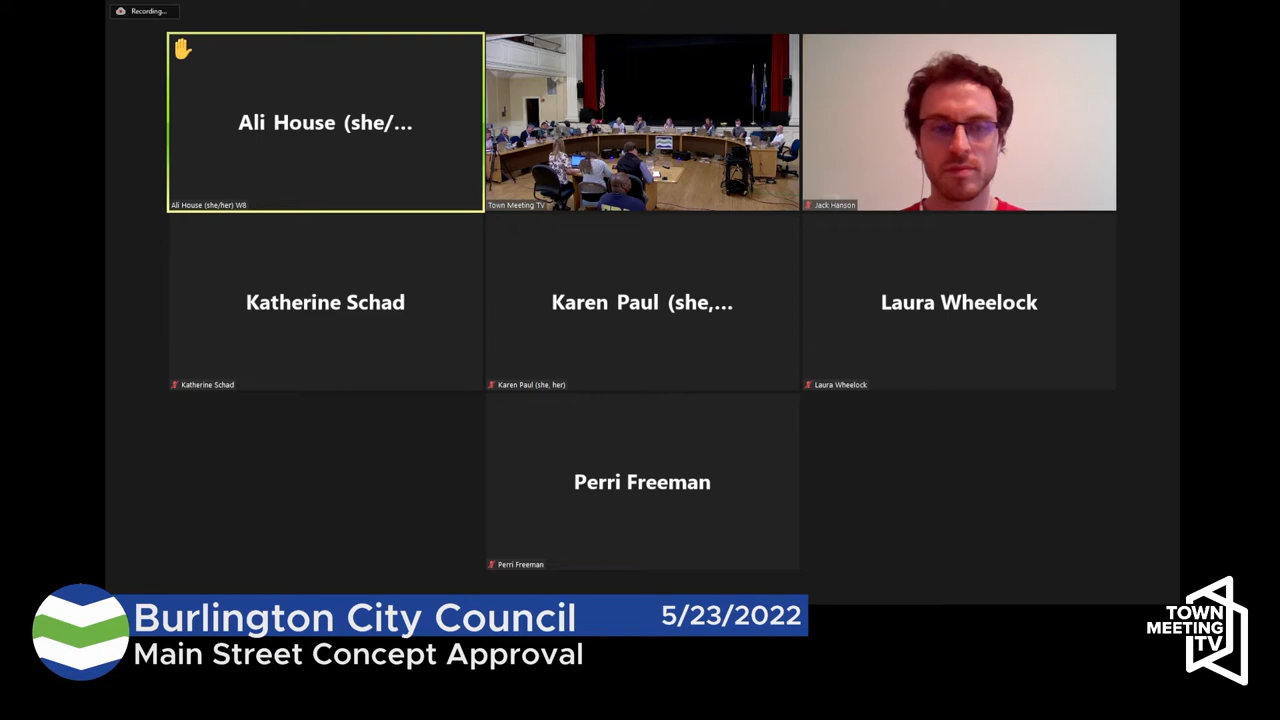 Recording...
Ali House (she/...
Ali House (she/her) W8
Town Meeting TV
Jack Hanson
Katherine Schad
Karen Paul (she,...
Laura Wheelock
Katherine Schad
Karen Paul (she, her)
Laura Wheelock
Perri Freeman
Perri Freeman
Burlington City Council
5/23/2022
Main Street Concept Approval
TOWN
MEETING
TV